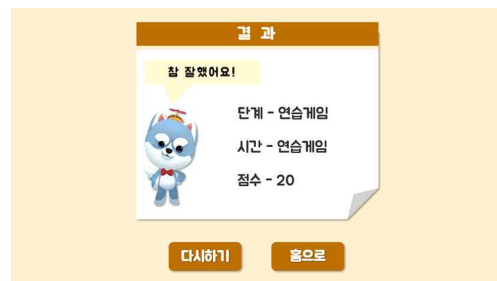 결 과
참 잘했어요!
단계 - 연습게임
시간 - 연습게임
점수 - 20
다시하기
홈으로